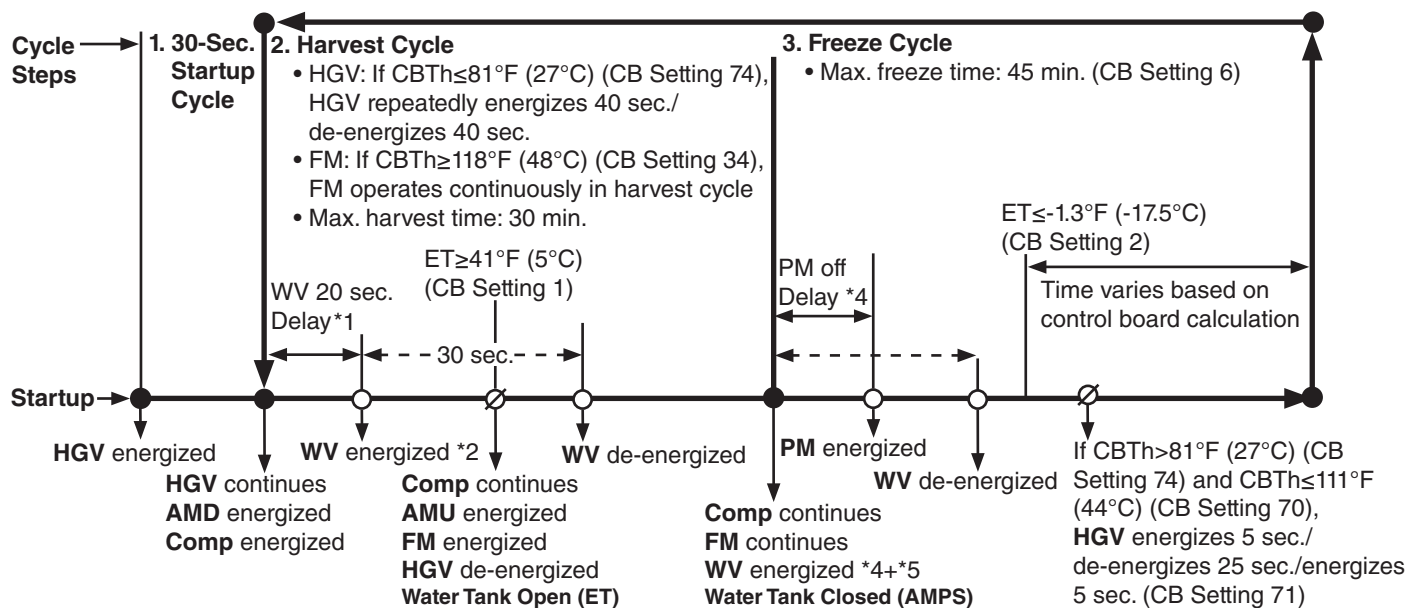 Cycle
Steps
1. 30-Sec.
Startup
Cycle
2. Harvest Cycle
• HGV: If CBTh≤81°F (27°C) (CB Setting 74),
HGV repeatedly energizes 40 sec./
de-energizes 40 sec.
• FM: If CBTh≥118°F (48°C) (CB Setting 34),
FM operates continuously in harvest cycle
• Max. harvest time: 30 min.
3. Freeze Cycle
• Max. freeze time: 45 min. (CB Setting 6)
WV 20 sec.
Delay*1
30 sec.
ET≥41°F (5°C)
(CB Setting 1)
PM off
Delay *4
ET≤-1.3°F (-17.5°C)
(CB Setting 2)
Time varies based on
control board calculation
Startup
HGV energized
HGV continues
AMD energized
Comp energized
WV energized *2
Comp continues
AMU energized
FM energized
HGV de-energized
Water Tank Open (ET)
WV de-energized
Comp continues
FM continues
WV energized *4+*5
Water Tank Closed (AMPS)
PM energized
WV de-energized
If CBTh>81°F (27°C) (CB
Setting 74) and CBTh≤111°F
(44°C) (CB Setting 70),
HGV energizes 5 sec./
de-energizes 25 sec./energizes
5 sec. (CB Setting 71)